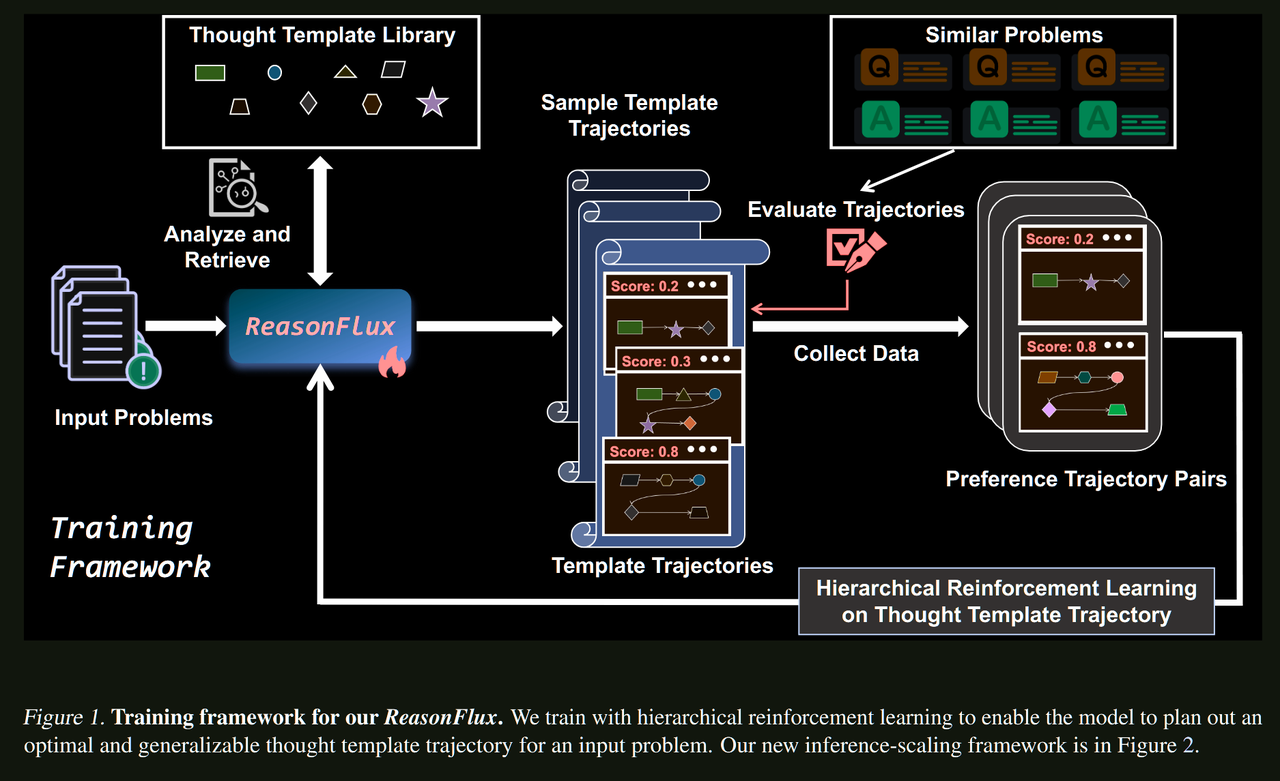 Thought Template Library
Similar Problems
Q Q Q
A A A
Sample Template
Trajectories
Analyze and
Retrieve
Evaluate Trajectories
Input Problems
!
ReasonFlux
Score: 0.2
Score: 0.3
Score: 0.8
Template Trajectories
Collect Data
Score: 0.2
Score: 0.8
Preference Trajectory Pairs
Training
Framework
Hierarchical Reinforcement Learning
on Thought Template Trajectory
Figure 1. Training framework for our ReasonFlux. We train with hierarchical reinforcement learning to enable the model to plan out an
optimal and generalizable thought template trajectory for an input problem. Our new inference-scaling framework is in Figure 2.